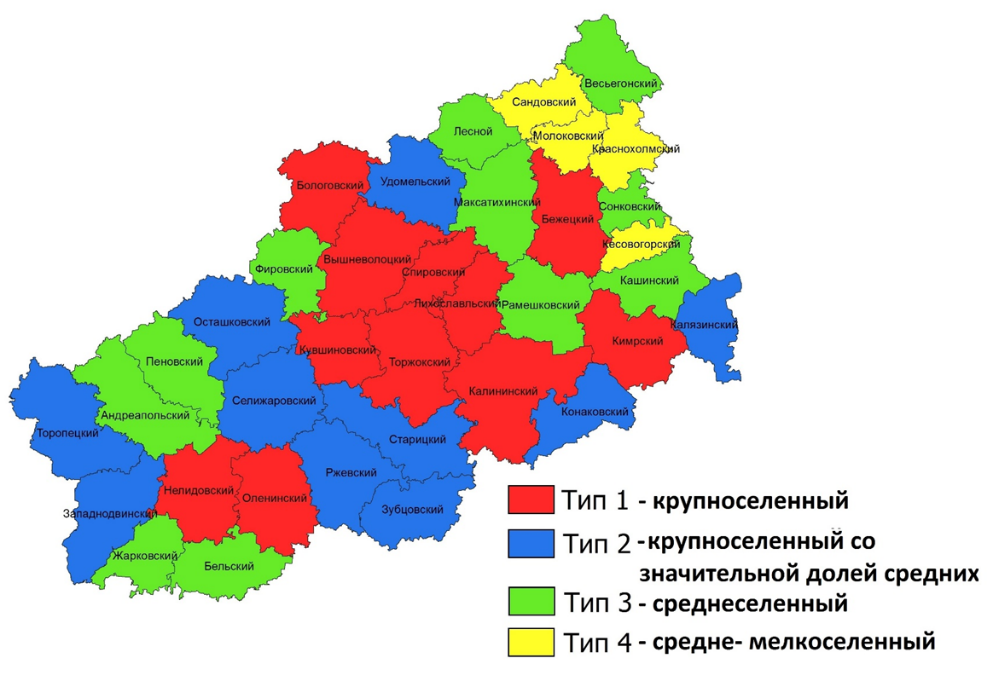 Весьегонский
Сандовский
Лесной
Молоковский
Краснохолмский
Удомельский
Бологовский
Максатихинский
Сонковский
Бежецкий
Кесовогорский
Вышневолоцкий
Фировский
Спировский
Кашинский
Лихославльский
Рамешковский
Осташковский
Калязинский
Кувшиновский
Кимрский
Пеновский
Торжокский
Калининский
Селижаровский
Андреапольский
Конаковский
Торопецкий
Старицкий
Ржевский
Нелидовский
Оленинский
Зубцовский
Западнодвинский
Жарковский
Бельский
Тип 1 - крупноселенный
Тип 2 -крупноселенный со
значительной долей средних
Тип 3 - среднеселенный
Тип 4 - средне- мелкоселенный